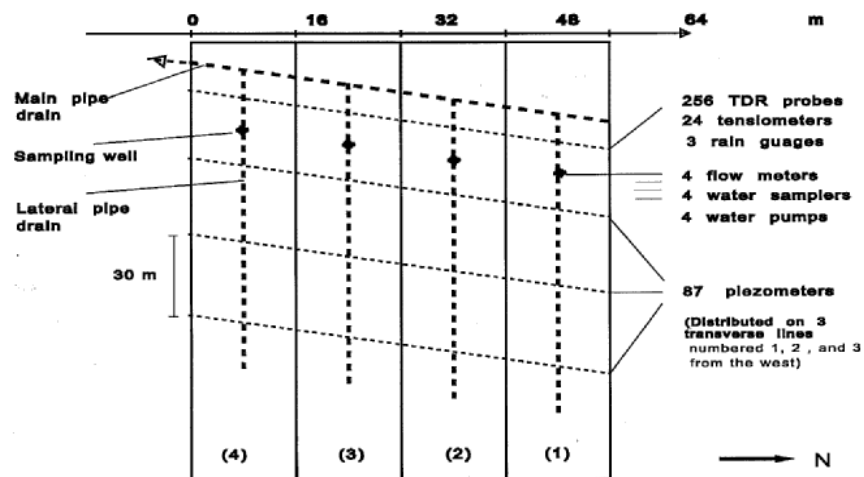 0 16 32 48 64 m
Main pipe
drain
Sampling well
Lateral pipe
drain
30 m
256 TDR probes
24 tensiometers
3 rain guages
4 flow meters
4 water samplers
4 water pumps
87 piezometers
(Distributed on 3
transverse lines
numbered 1, 2 , and 3
from the west)
(4) (3) (2) (1)
N